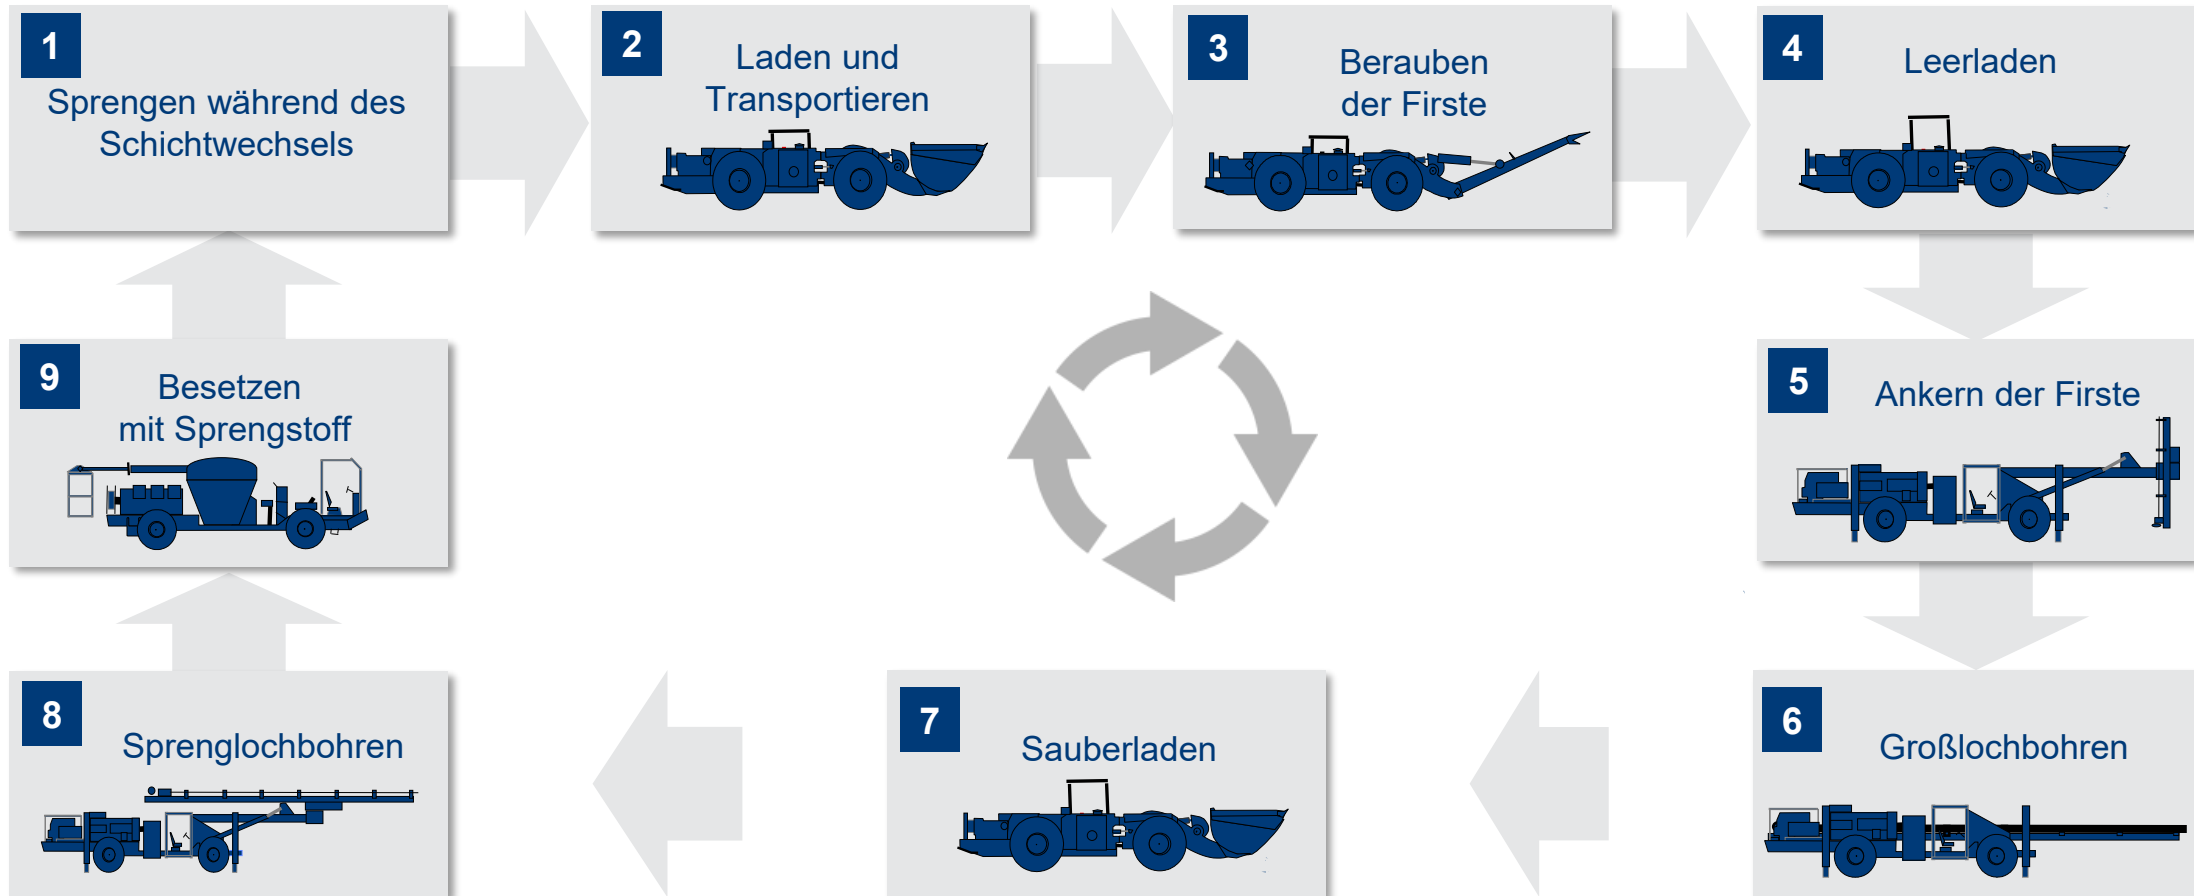 1
Sprengen während des
Schichtwechsels
2
Laden und
Transportieren
3
Berauben
der Firste
4
Leerladen
5
Ankern der Firste
6
Großlochbohren
7
Sauberladen
8
Sprenglochbohren
9
Besetzen
mit Sprengstoff